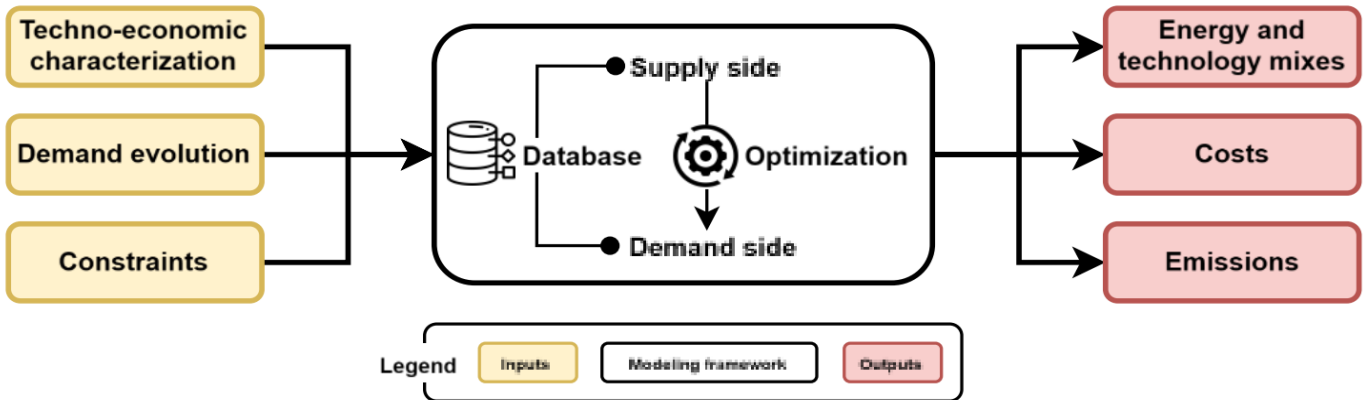 Techno-economic
characterization
Demand evolution
Constraints
Supply side
Database
Optimization
Demand side
Energy and
technology mixes
Costs
Emissions
Legend
Inputs
Modeling framework
Outputs